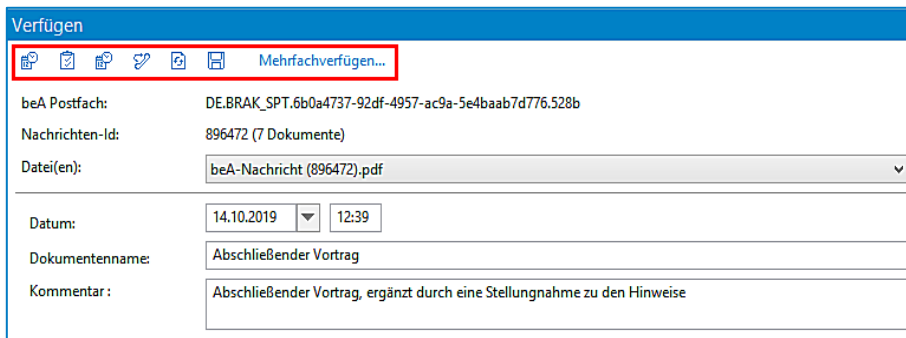 Verfügen
Mehrfachverfügen...
beA Postfach: DE.BRAK_SPT.6b0a4737-92df-4957-ac9a-5e4baab7d776.528b
Nachrichten-Id: 896472 (7 Dokumente)
Datei(en): beA-Nachricht (896472).pdf
Datum: 14.10.2019 12:39
Dokumentenname: Abschließender Vortrag
Kommentar : Abschließender Vortrag, ergänzt durch eine Stellungnahme zu den Hinweise